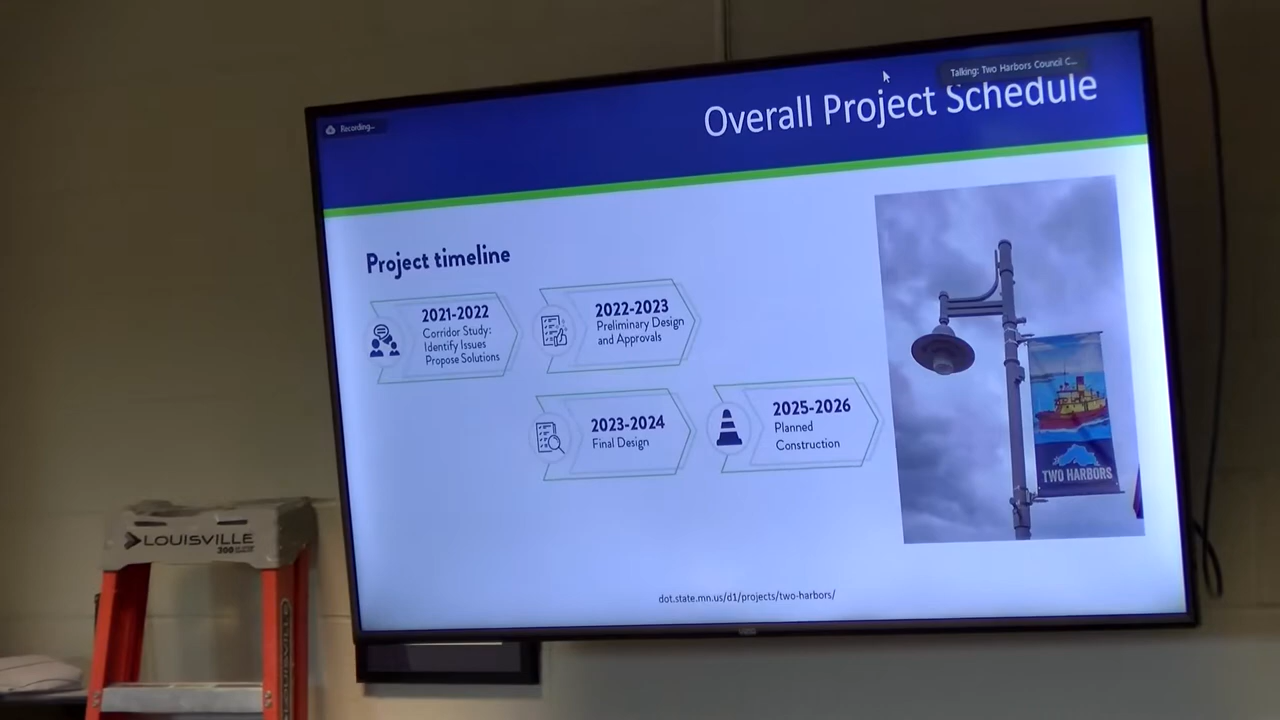 Talking: Two Harbors Council C...
Recording...
Overall Project Schedule
Project timeline
2021-2022
Corridor Study:
Identify Issues
Propose Solutions
2022-2023
Preliminary Design
and Approvals
2023-2024
Final Design
2025-2026
Planned
Construction
TWO HARBORS
dot.state.mn.us/d1/projects/two-harbors/
LOUISVILLE
300
LOUISVILLE